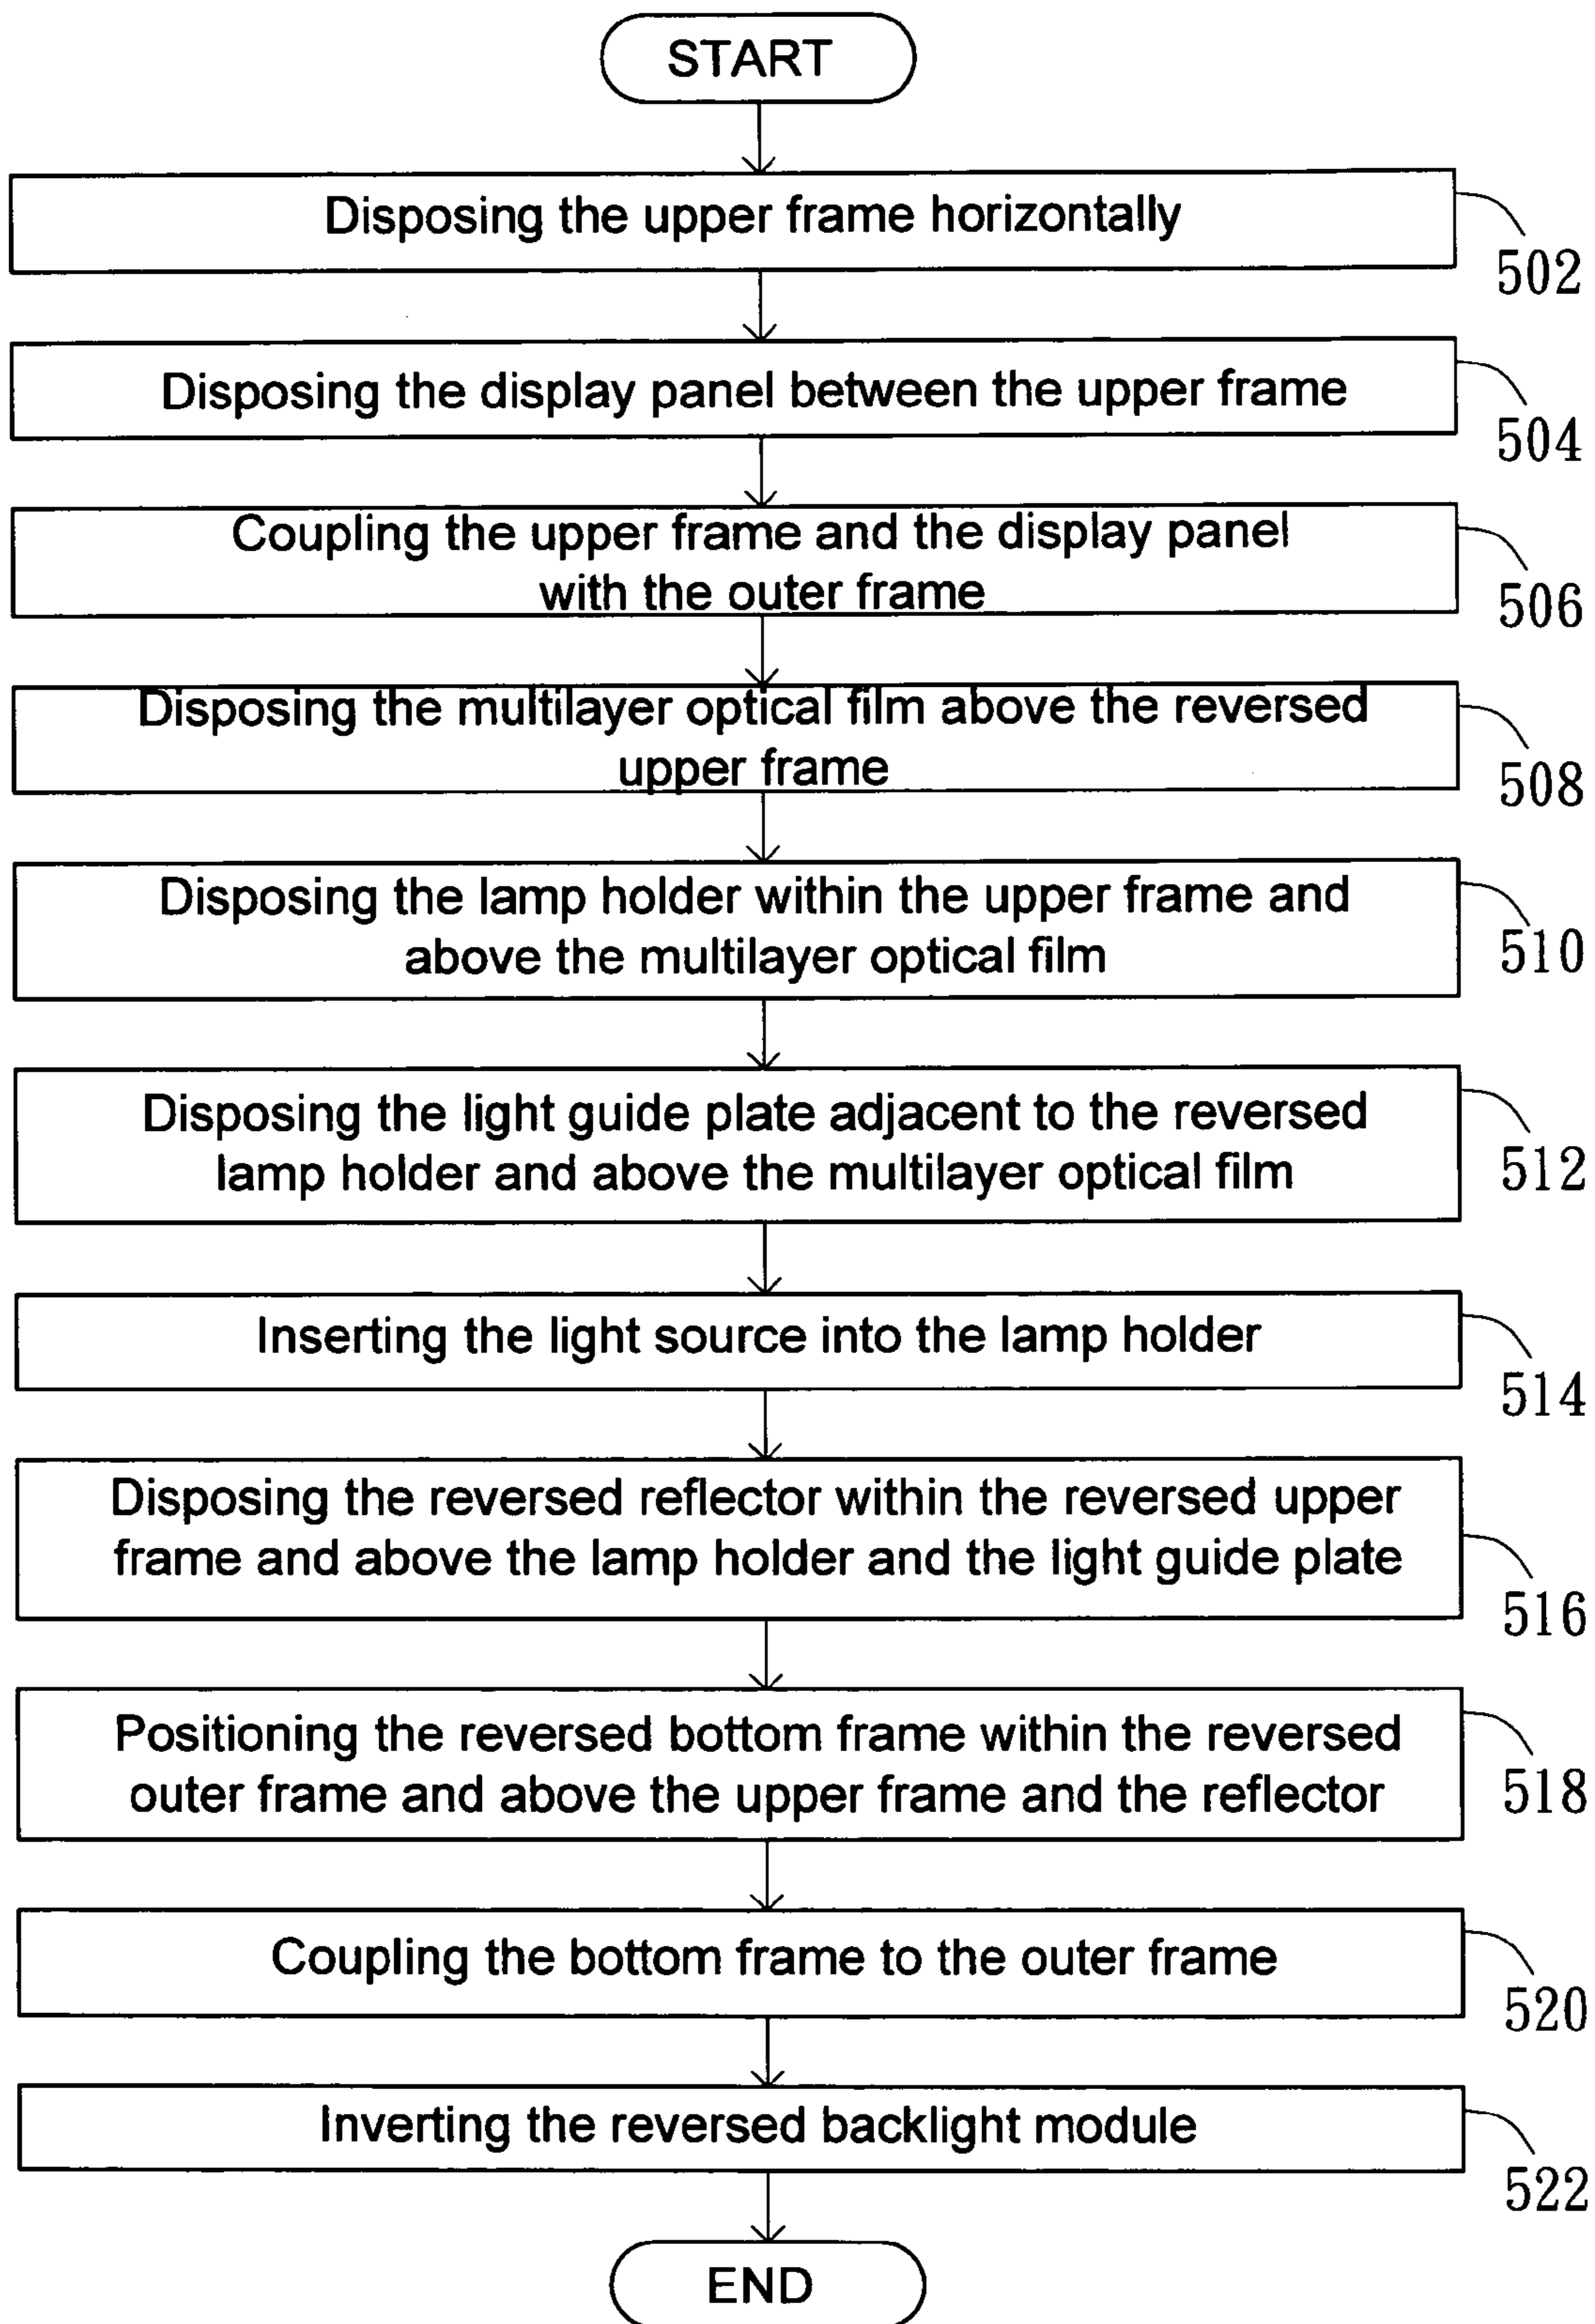 START
Disposing the upper frame horizontally
502
Disposing the display panel between the upper frame
504
Coupling the upper frame and the display panel
with the outer frame
506
Disposing the multilayer optical film above the reversed
upper frame
508
Disposing the lamp holder within the upper frame and
above the multilayer optical film
510
Disposing the light guide plate adjacent to the reversed
lamp holder and above the multilayer optical film
512
Inserting the light source into the lamp holder
514
Disposing the reversed reflector within the reversed upper
frame and above the lamp holder and the light guide plate
516
Positioning the reversed bottom frame within the reversed
outer frame and above the upper frame and the reflector
518
Coupling the bottom frame to the outer frame
520
Inverting the reversed backlight module
522
END